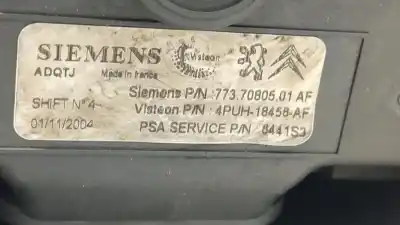 SIEMENS Visteon
ADQTJ Made in france
Siemens P/N : 773.70805.01 AF
SHIFT N° 4 Visteon P/N : 4PUH-18458-AF
01/11/2004 PSA SERVICE P/N : 6441S3